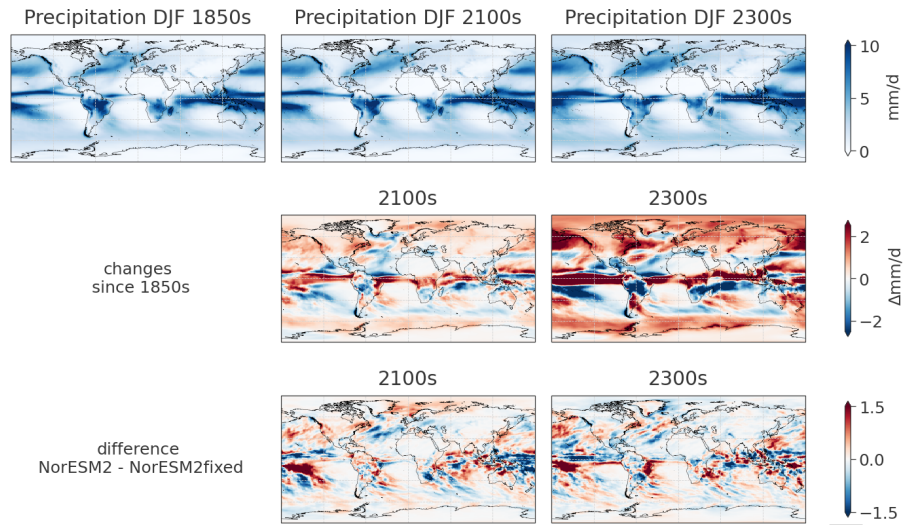 Precipitation DJF 1850s
Precipitation DJF 2100s
Precipitation DJF 2300s
10
5
0
mm/d
2100s
2300s
changes
since 1850s
2
0
−2
Δmm/d
2100s
2300s
difference
NorESM2 - NorESM2fixed
1.5
0.0
−1.5